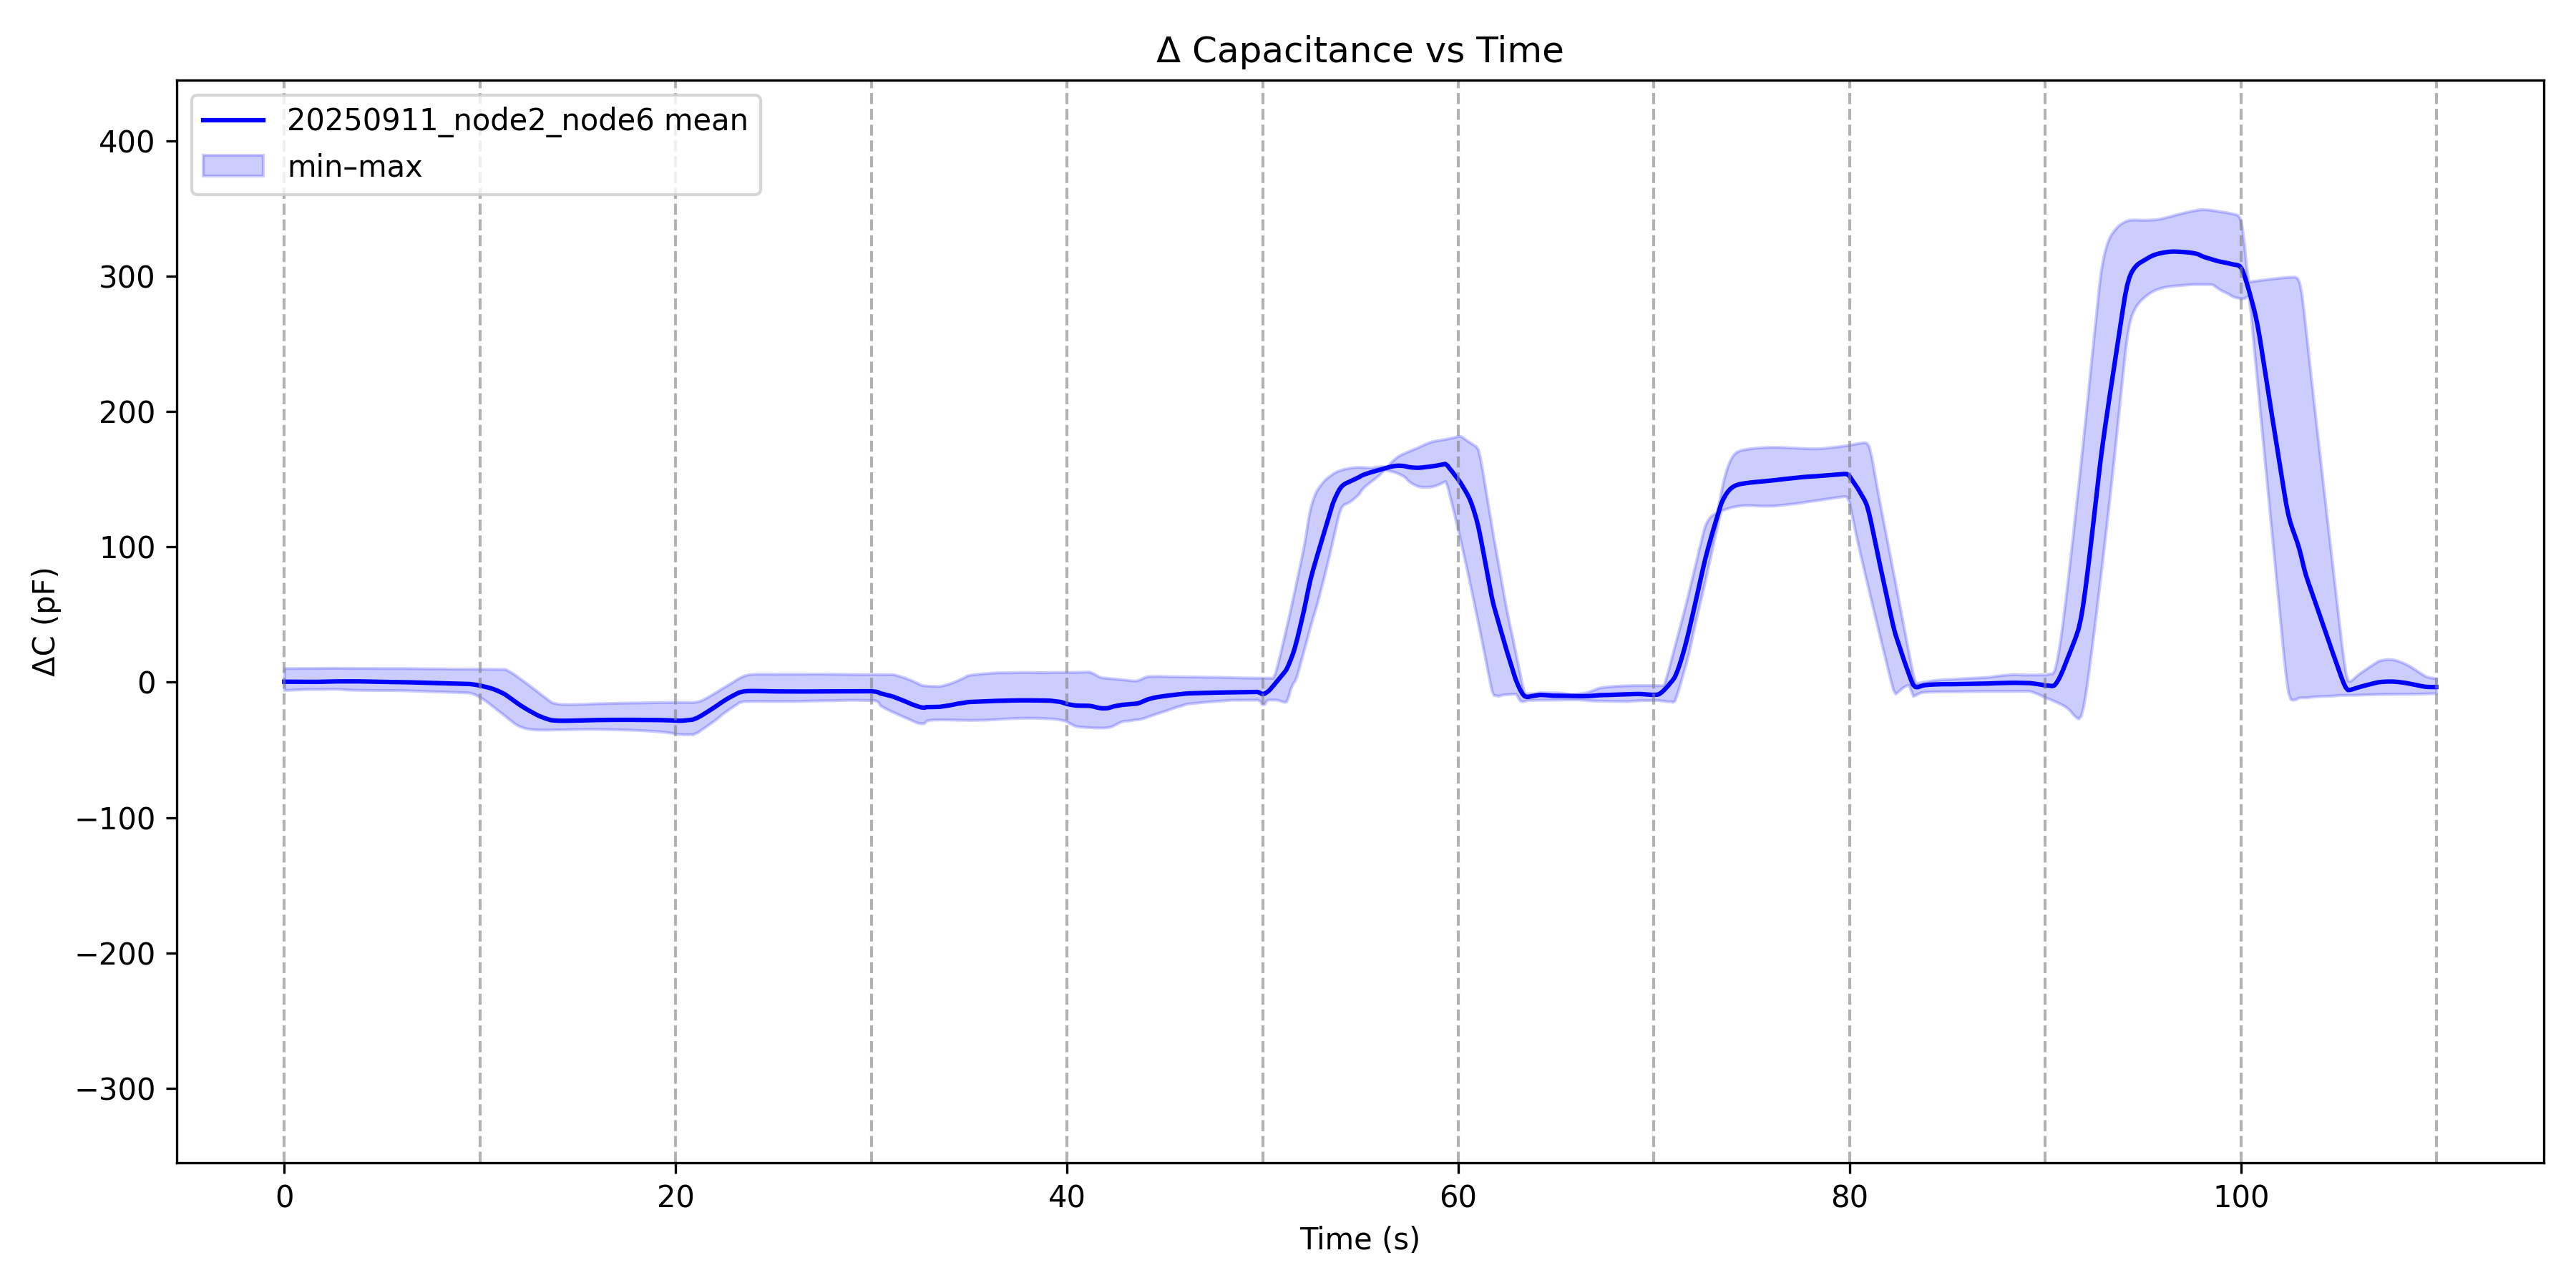 Δ Capacitance vs Time
20250911_node2_node6 mean
min–max
400
300
200
100
0
−100
−200
−300
ΔC (pF)
0 20 40 60 80 100
Time (s)